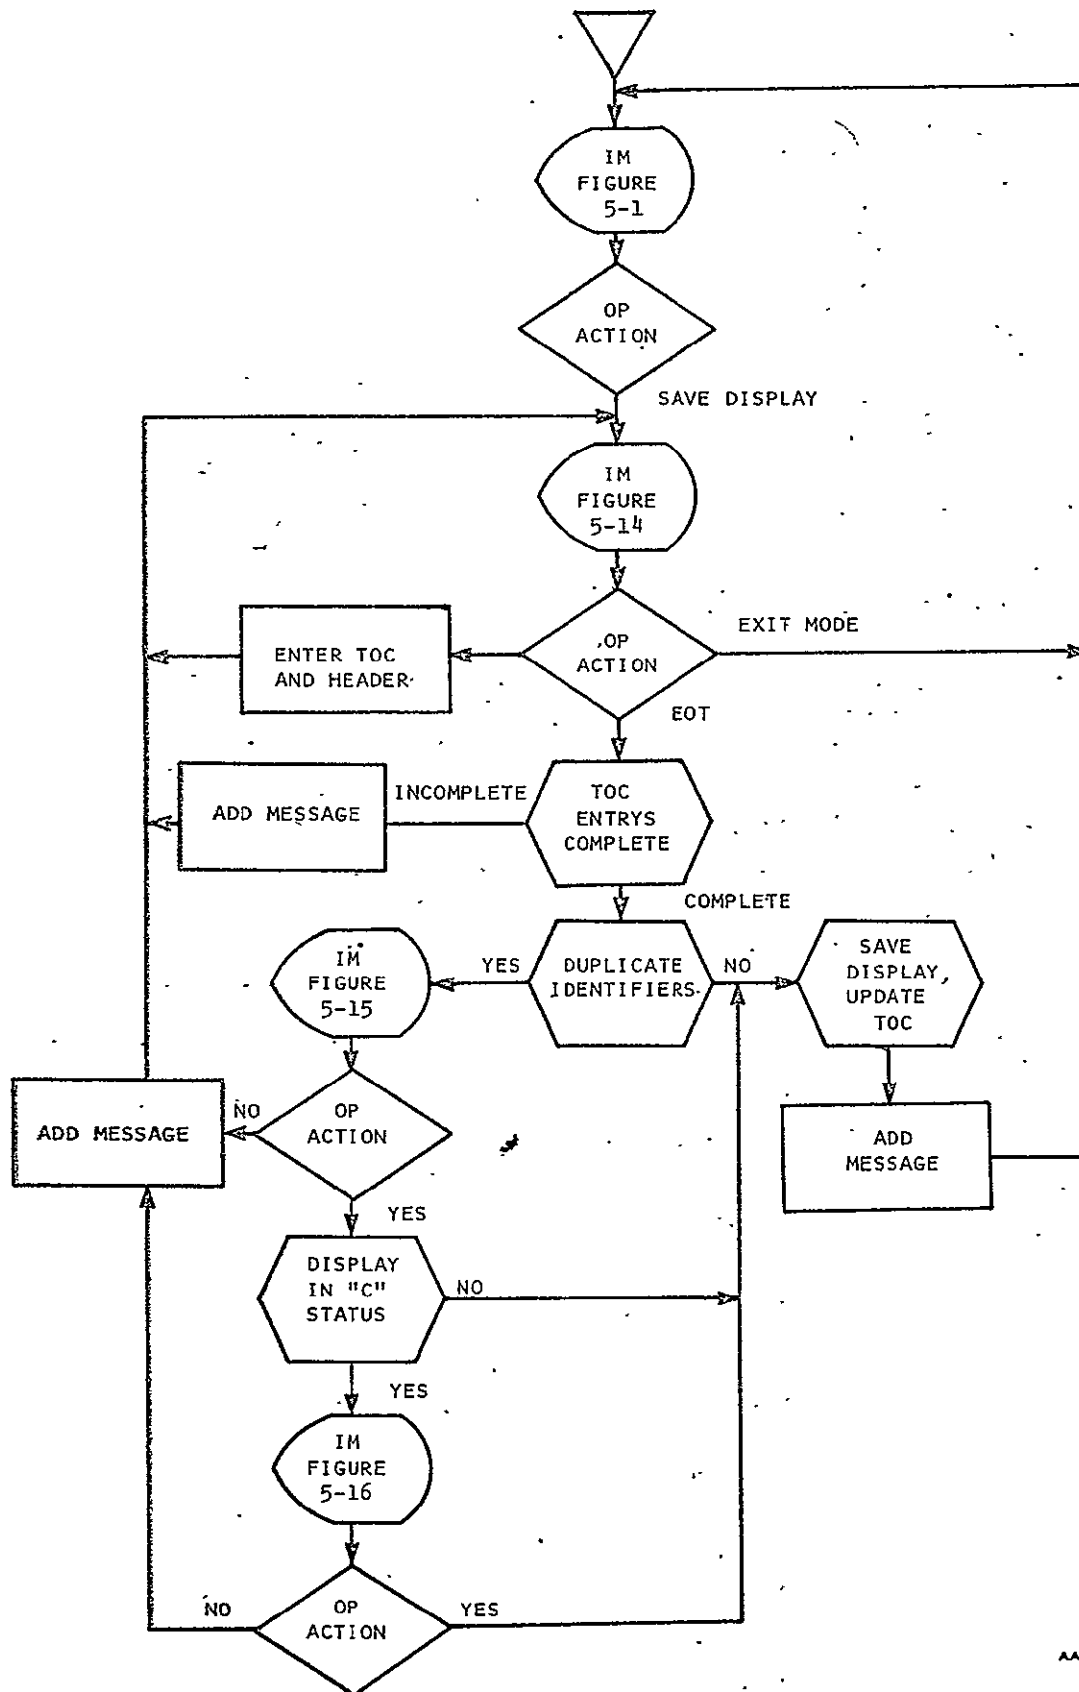 IM
FIGURE
5-1
OP
ACTION
SAVE DISPLAY
IM
FIGURE
5-14
OP
ACTION
EXIT MODE
ENTER TOC
AND HEADER
EOT
TOC
ENTRYS
COMPLETE
INCOMPLETE
ADD MESSAGE
COMPLETE
DUPLICATE
IDENTIFIERS
YES
NO
SAVE
DISPLAY,
UPDATE
TOC
IM
FIGURE
5-15
ADD
MESSAGE
OP
ACTION
NO
ADD MESSAGE
YES
DISPLAY
IN "C"
STATUS
NO
YES
IM
FIGURE
5-16
OP
ACTION
NO
YES
AA